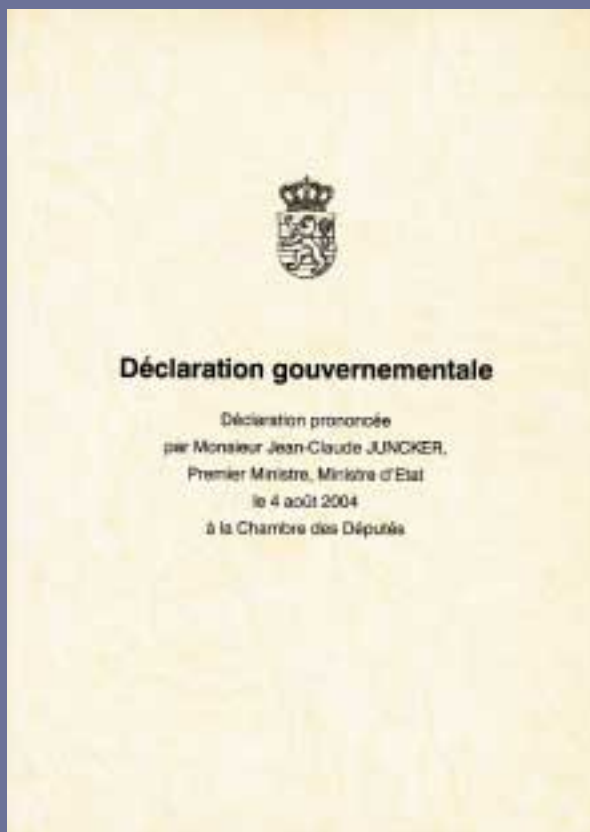 Déclaration gouvernementale
Déclaration prononcée
par Monsieur Jean-Claude JUNCKER,
Premier Ministre, Ministre d'Etat
le 4 août 2004
à la Chambre des Députés